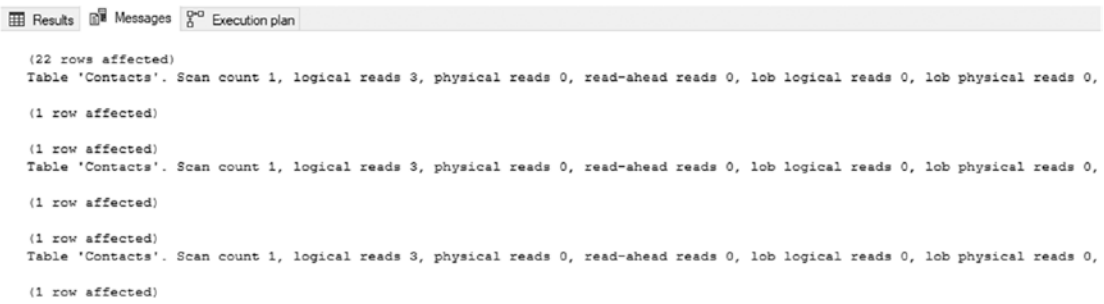 Results Messages Execution plan
(22 rows affected)
Table 'Contacts'. Scan count 1, logical reads 3, physical reads 0, read-ahead reads 0, lob logical reads 0, lob physical reads 0,
(1 row affected)
(1 row affected)
Table 'Contacts'. Scan count 1, logical reads 3, physical reads 0, read-ahead reads 0, lob logical reads 0, lob physical reads 0,
(1 row affected)
(1 row affected)
Table 'Contacts'. Scan count 1, logical reads 3, physical reads 0, read-ahead reads 0, lob logical reads 0, lob physical reads 0,
(1 row affected)